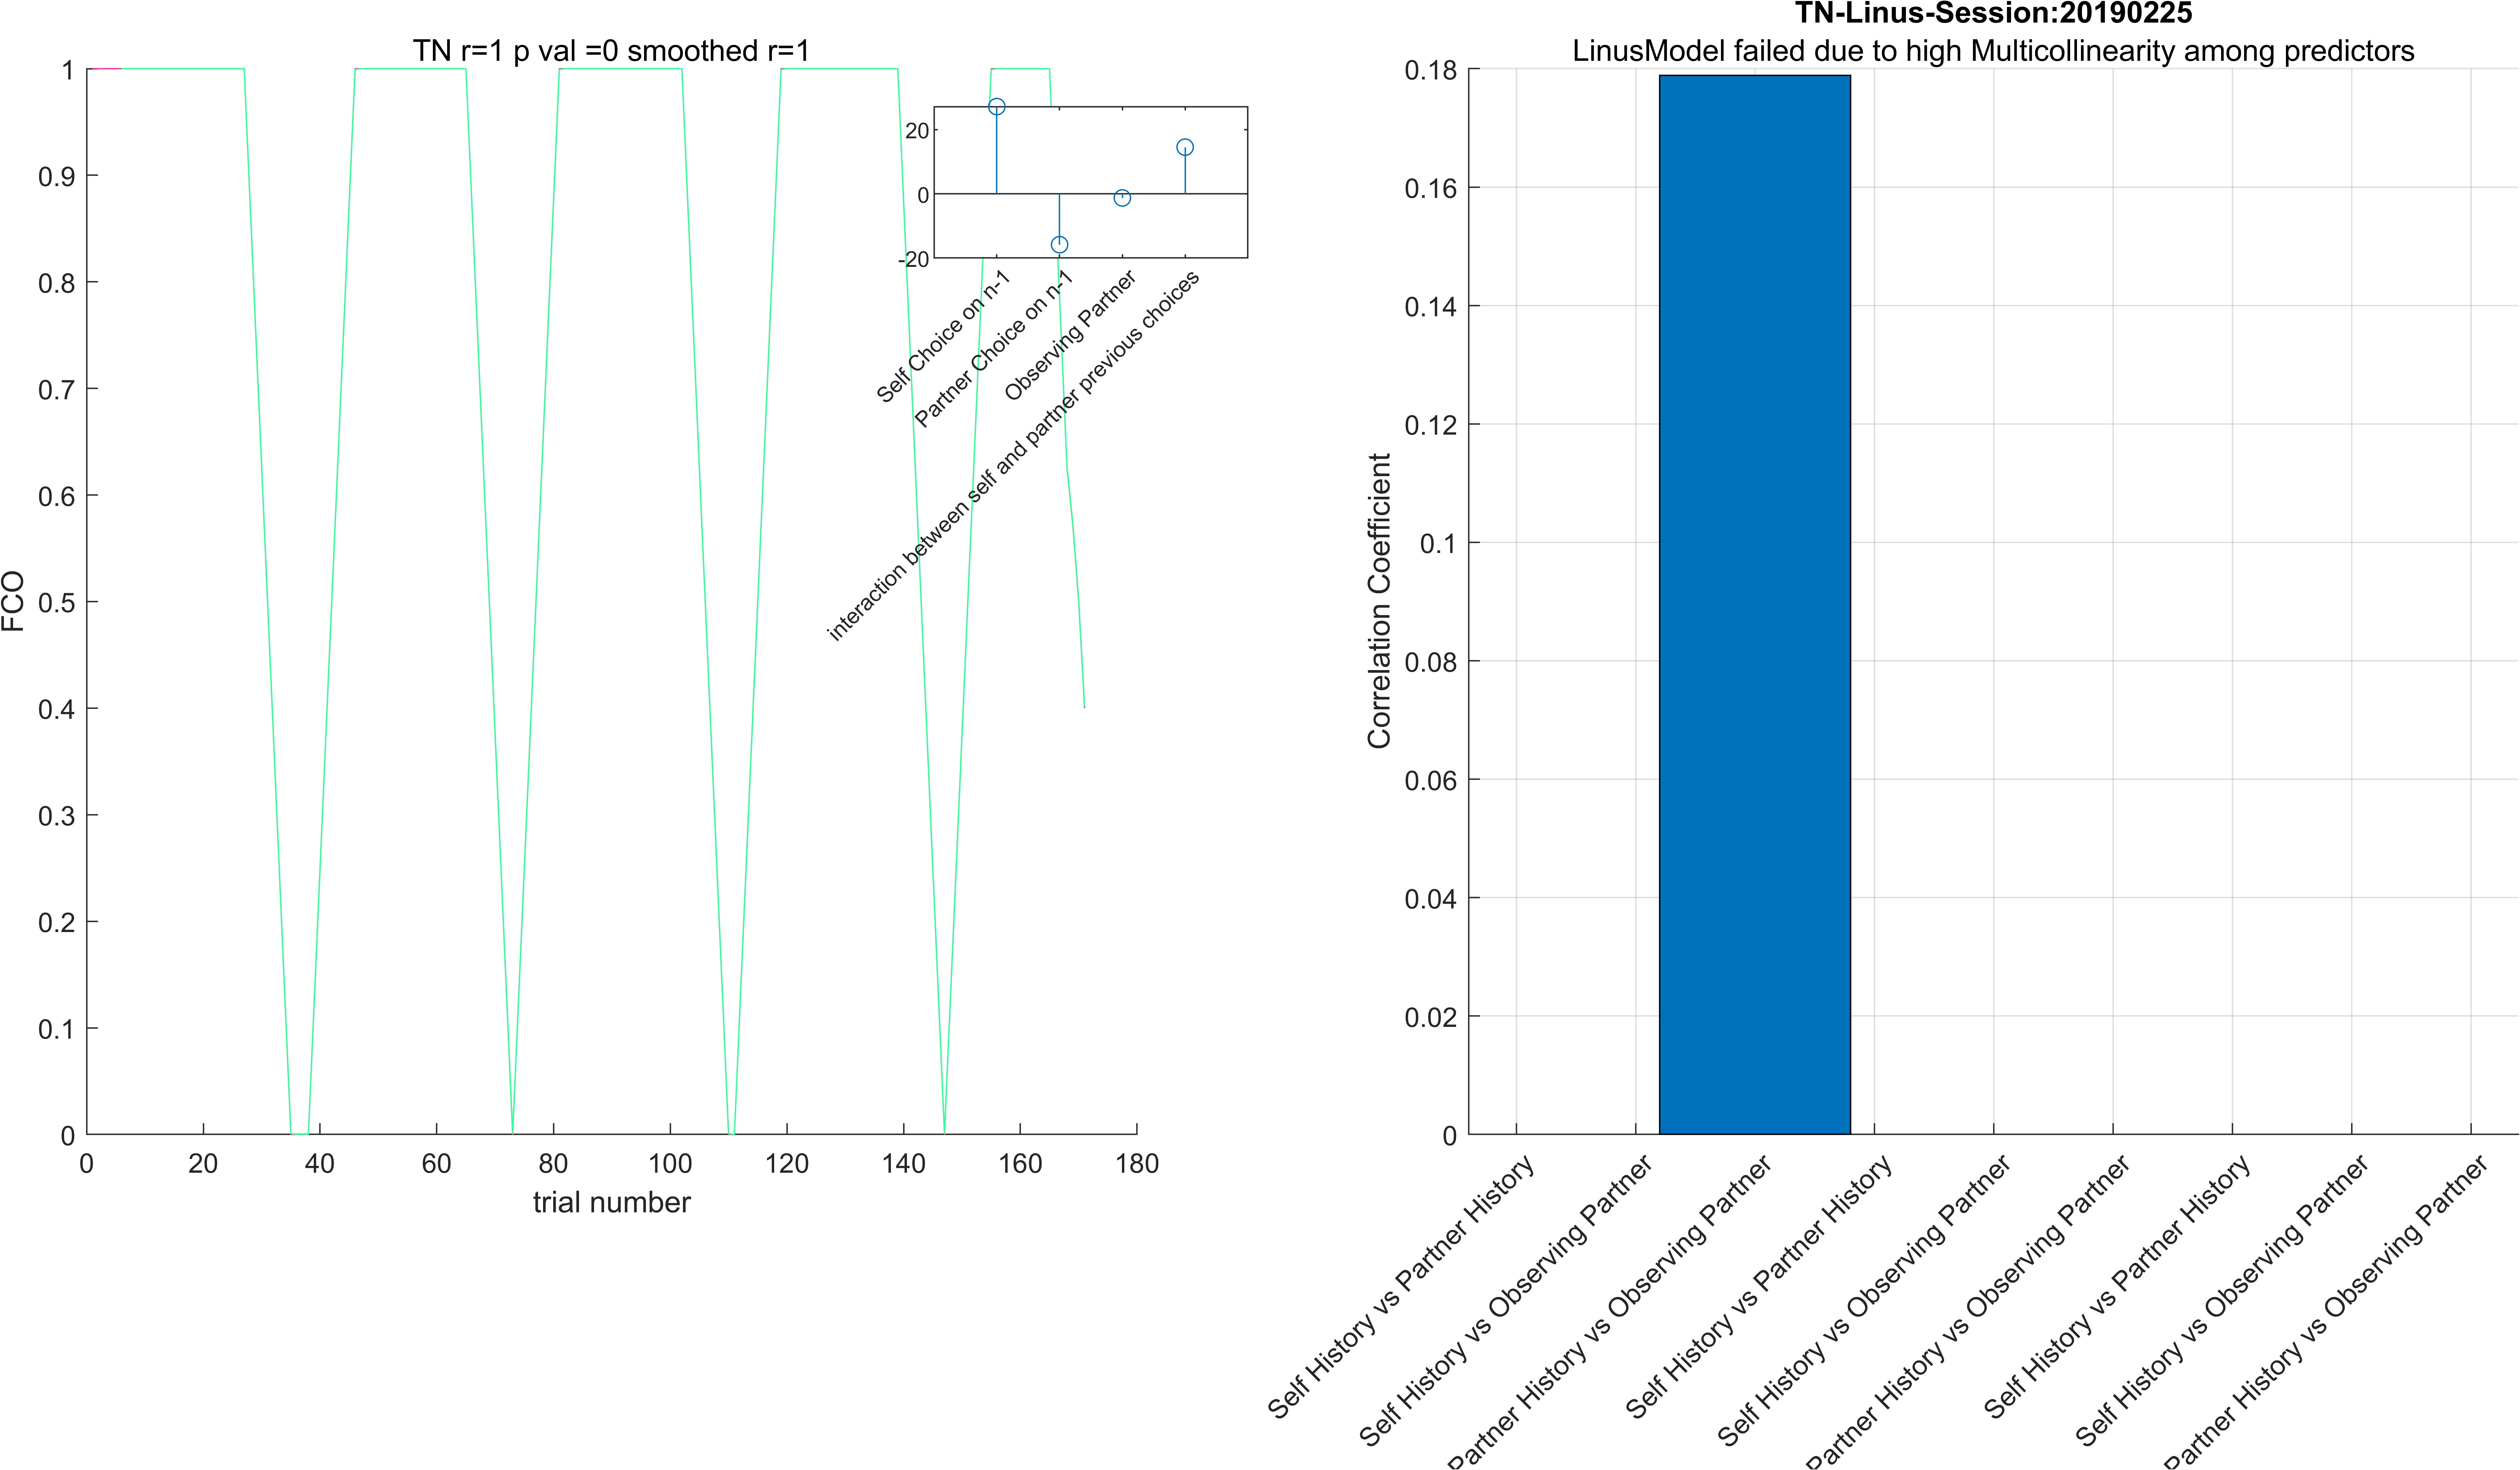 TN r=1 p val =0 smoothed r=1
1
0.9
0.8
0.7
0.6
0.5
0.4
0.3
0.2
0.1
0
FCO
0
20
40
60
80
100
120
140
160
180
trial number
20
0
-20
Self Choice on n-1
Partner Choice on n-1
Observing Partner
interaction between self and partner previous choices
TN-Linus-Session:20190225
LinusModel failed due to high Multicollinearity among predictors
0.18
0.16
0.14
0.12
0.1
0.08
0.06
0.04
0.02
0
Correlation Coefficient
Self History vs Partner History
Self History vs Observing Partner
Partner History vs Observing Partner
Self History vs Partner History
Self History vs Observing Partner
Partner History vs Observing Partner
Self History vs Partner History
Self History vs Observing Partner
Partner History vs Observing Partner